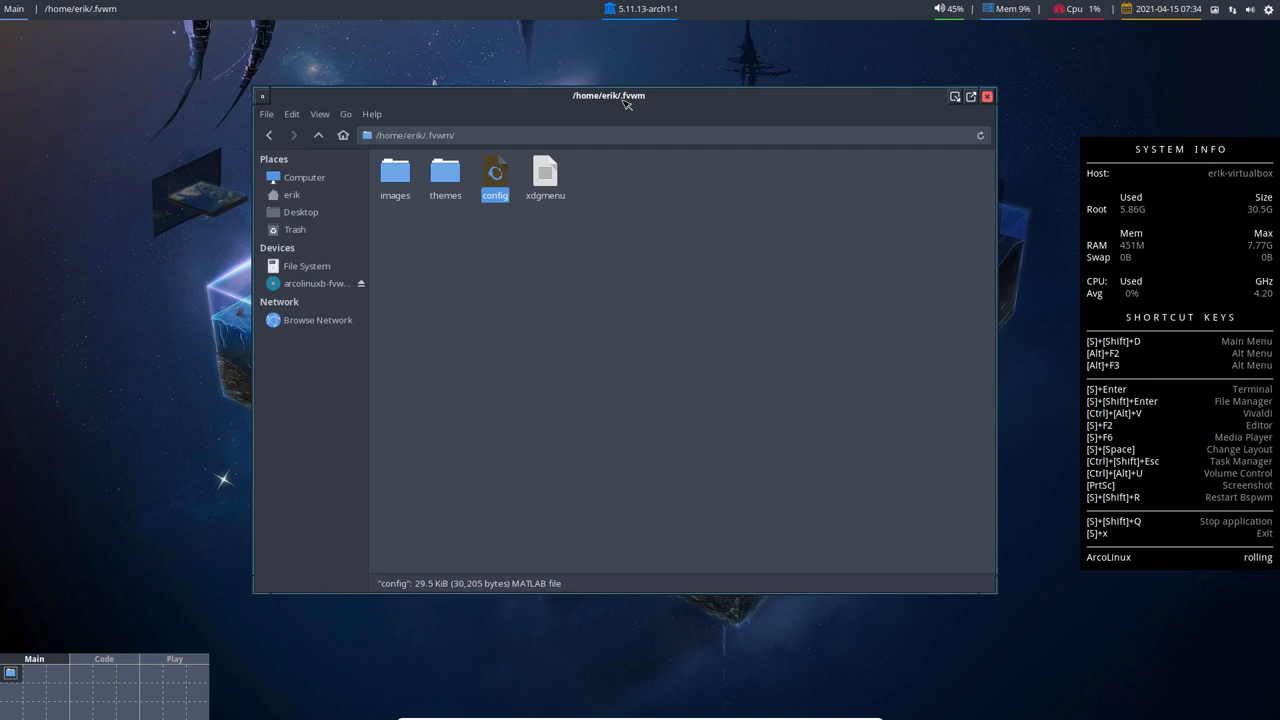 Main | /home/erik/.fvwm
5.11.13-arch1-1
45% | Mem 9% | Cpu 1% | 2021-04-15 07:34
/home/erik/.fvwm
File Edit View Go Help
/home/erik/.fvwm/
Places
Computer
erik
Desktop
Trash
Devices
File System
arcolinuxb-fvw...
Network
Browse Network
images themes config xdgmenu
"config": 29.5 KiB (30,205 bytes) MATLAB file
SYSTEM INFO
Host: erik-virtualbox
Used Size
Root 5.86G 30.5G
Mem Max
RAM 451M 7.77G
Swap 0B 0B
CPU: Used GHz
Avg 0% 4.20
SHORTCUT KEYS
[S]+[Shift]+D Main Menu
[Alt]+F2 Alt Menu
[Alt]+F3 Alt Menu
[S]+Enter Terminal
[S]+[Shift]+Enter File Manager
[Ctrl]+[Alt]+V Vivaldi
[S]+F2 Editor
[S]+F6 Media Player
[S]+[Space] Change Layout
[Ctrl]+[Shift]+Esc Task Manager
[Ctrl]+[Alt]+U Volume Control
[PrtSc] Screenshot
[S]+[Shift]+R Restart Bspwm
[S]+[Shift]+Q Stop application
[S]+x Exit
ArcoLinux rolling
Main Code Play